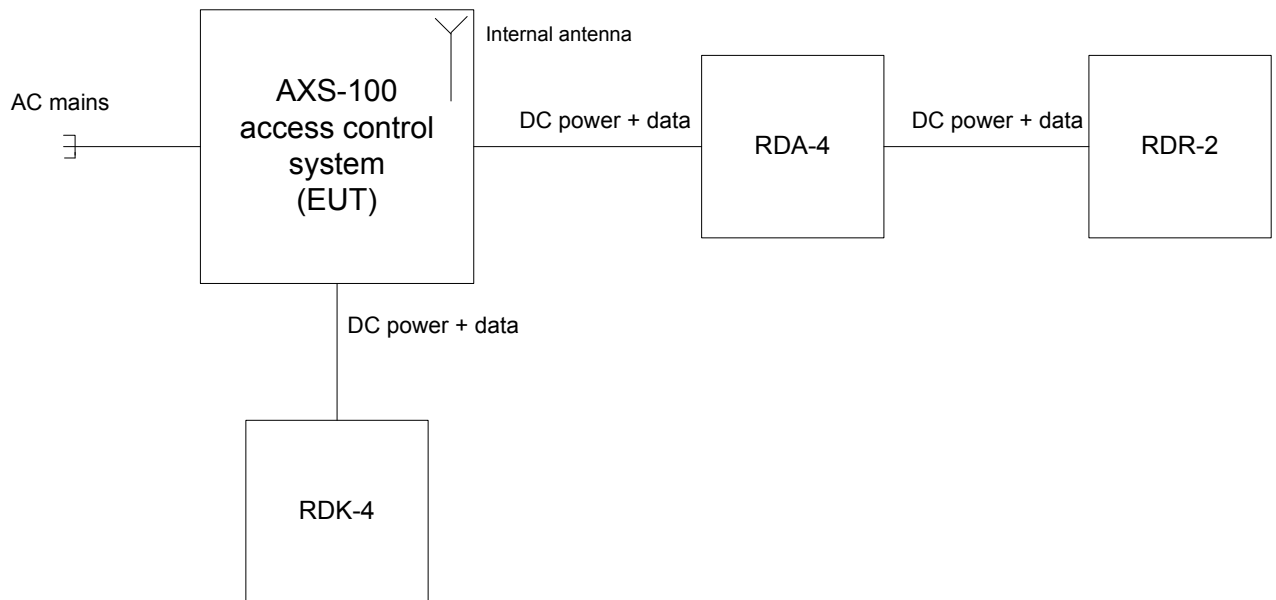 Internal antenna
AC mains
AXS-100
access control
system
(EUT)
DC power + data
RDA-4
DC power + data
RDR-2
DC power + data
RDK-4